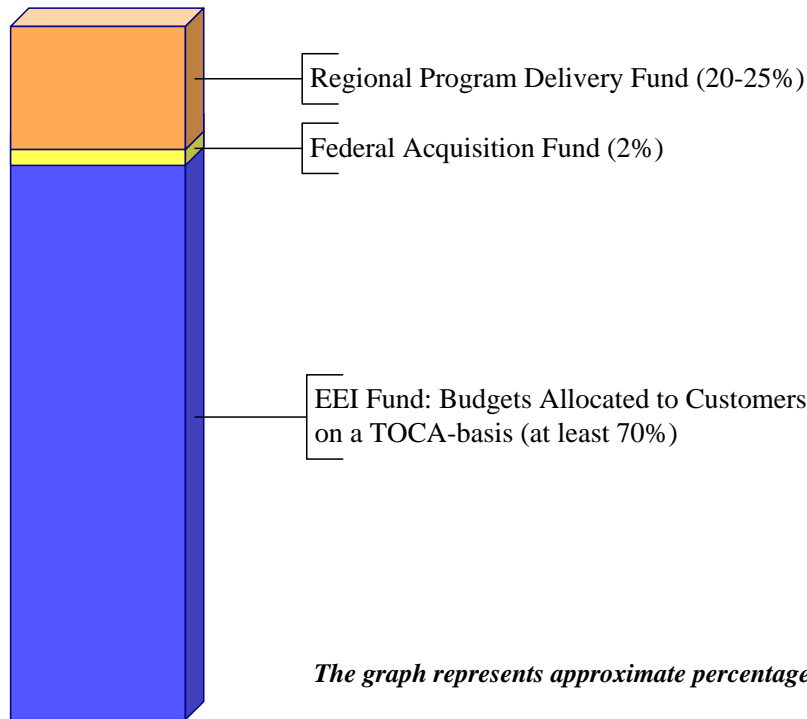 Regional Program Delivery Fund (20-25%)
Federal Acquisition Fund (2%)
EEI Fund: Budgets Allocated to Customers
on a TOCA-basis (at least 70%)
The graph represents approximate percentage